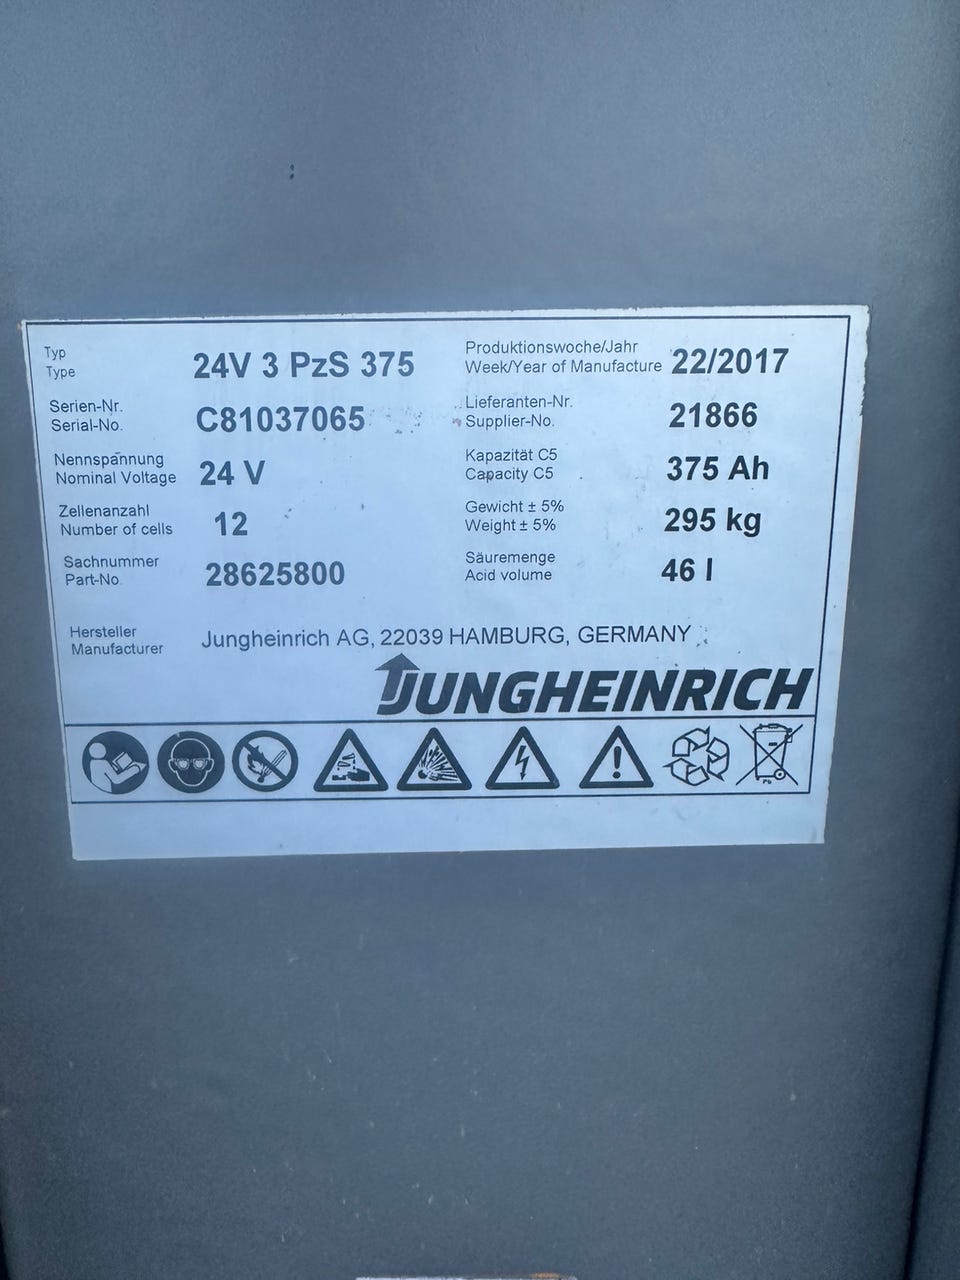 Typ
Type
24V 3 PzS 375
Produktionswoche/Jahr
Week/Year of Manufacture
22/2017
Serien-Nr.
Serial-No.
C81037065
Lieferanten-Nr.
Supplier-No.
21866
Nennspannung
Nominal Voltage
24 V
Kapazität C5
Capacity C5
375 Ah
Zellenanzahl
Number of cells
12
Gewicht ± 5%
Weight ± 5%
295 kg
Sachnummer
Part-No
28625800
Säuremenge
Acid volume
46 l
Hersteller
Manufacturer
Jungheinrich AG, 22039 HAMBURG, GERMANY
JUNGHEINRICH
Pb